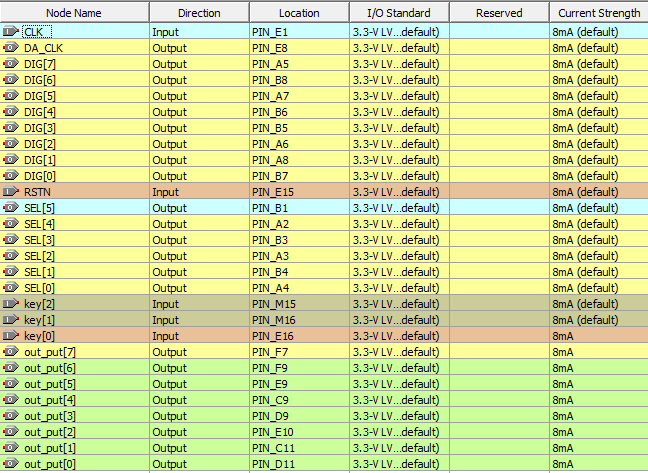 Node Name Direction Location I/O Standard Reserved Current Strength
CLK Input PIN_E1 3.3-V LV...default) 8mA (default)
DA_CLK Output PIN_E8 3.3-V LV...default) 8mA (default)
DIG[7] Output PIN_A5 3.3-V LV...default) 8mA (default)
DIG[6] Output PIN_B8 3.3-V LV...default) 8mA (default)
DIG[5] Output PIN_A7 3.3-V LV...default) 8mA (default)
DIG[4] Output PIN_B6 3.3-V LV...default) 8mA (default)
DIG[3] Output PIN_B5 3.3-V LV...default) 8mA (default)
DIG[2] Output PIN_A6 3.3-V LV...default) 8mA (default)
DIG[1] Output PIN_A8 3.3-V LV...default) 8mA (default)
DIG[0] Output PIN_B7 3.3-V LV...default) 8mA (default)
RSTN Input PIN_E15 3.3-V LV...default) 8mA (default)
SEL[5] Output PIN_B1 3.3-V LV...default) 8mA (default)
SEL[4] Output PIN_A2 3.3-V LV...default) 8mA (default)
SEL[3] Output PIN_B3 3.3-V LV...default) 8mA (default)
SEL[2] Output PIN_A3 3.3-V LV...default) 8mA (default)
SEL[1] Output PIN_B4 3.3-V LV...default) 8mA (default)
SEL[0] Output PIN_A4 3.3-V LV...default) 8mA (default)
key[2] Input PIN_M15 3.3-V LV...default) 8mA (default)
key[1] Input PIN_M16 3.3-V LV...default) 8mA (default)
key[0] Input PIN_E16 3.3-V LV...default) 8mA
out_put[7] Output PIN_F7 3.3-V LV...default) 8mA
out_put[6] Output PIN_F9 3.3-V LV...default) 8mA
out_put[5] Output PIN_E9 3.3-V LV...default) 8mA
out_put[4] Output PIN_C9 3.3-V LV...default) 8mA
out_put[3] Output PIN_D9 3.3-V LV...default) 8mA
out_put[2] Output PIN_E10 3.3-V LV...default) 8mA
out_put[1] Output PIN_C11 3.3-V LV...default) 8mA
out_put[0] Output PIN_D11 3.3-V LV...default) 8mA